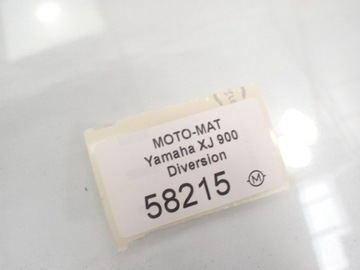 MOTO-MAT
Yamaha XJ 900
Diversion
58215
M